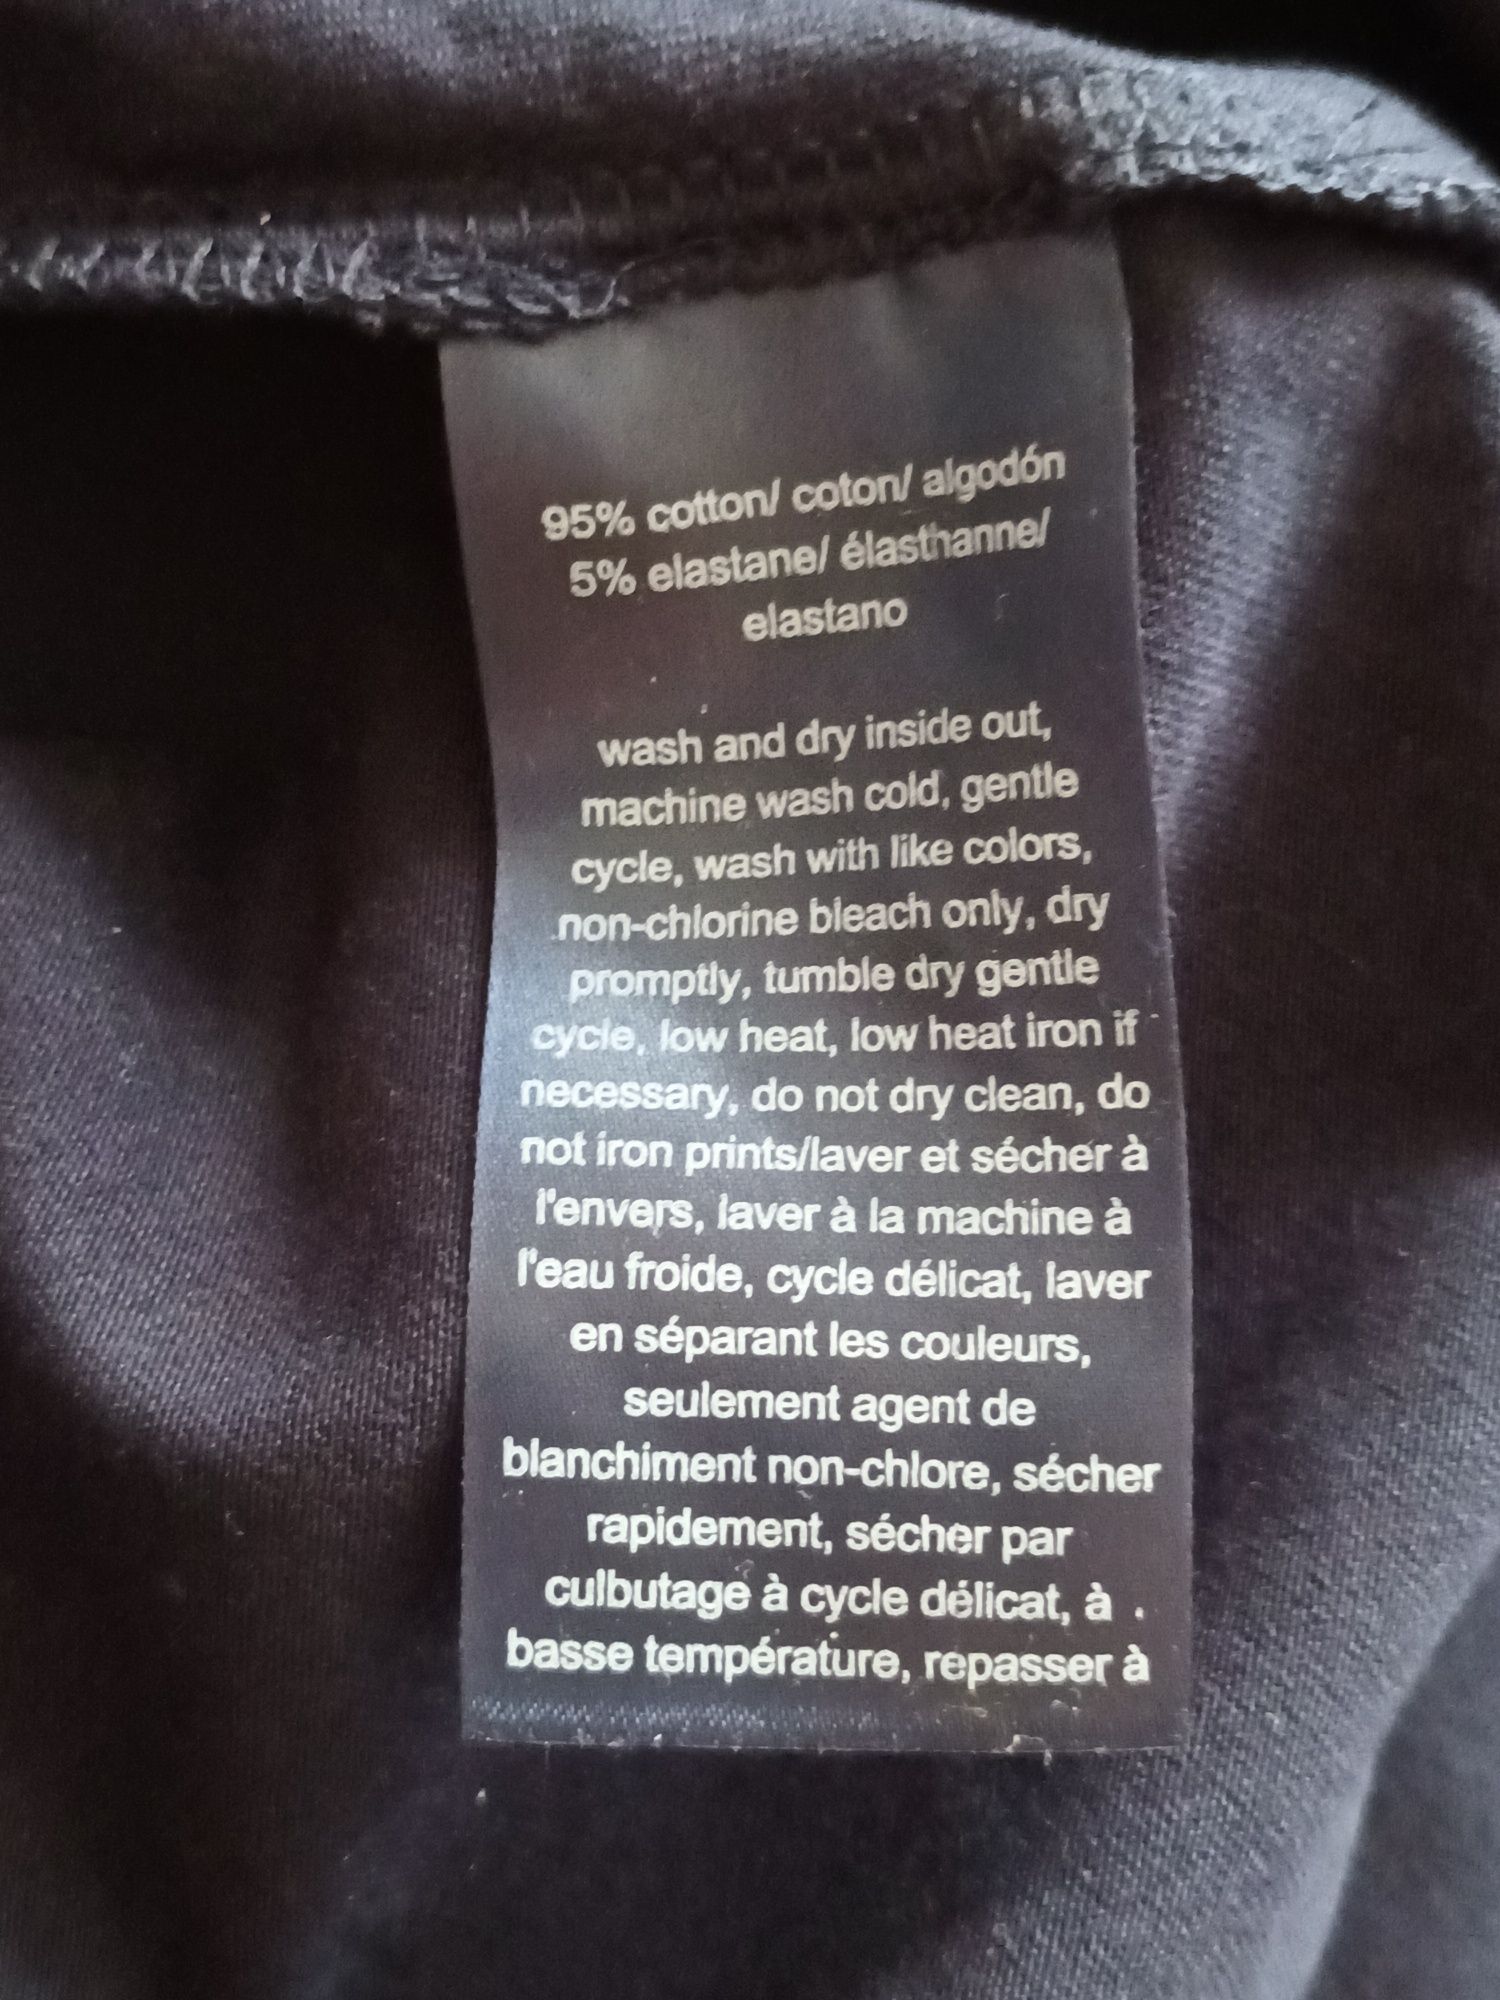 95% cotton/ coton/ algodón
5% elastane/ élasthanne/
elastano
wash and dry inside out,
machine wash cold, gentle
cycle, wash with like colors,
non-chlorine bleach only, dry
promptly, tumble dry gentle
cycle, low heat, low heat iron if
necessary, do not dry clean, do
not iron prints/laver et sécher à
l'envers, laver à la machine à
l'eau froide, cycle délicat, laver
en séparant les couleurs,
seulement agent de
blanchiment non-chlore, sécher
rapidement, sécher par
culbutage à cycle délicat, à
basse température, repasser à